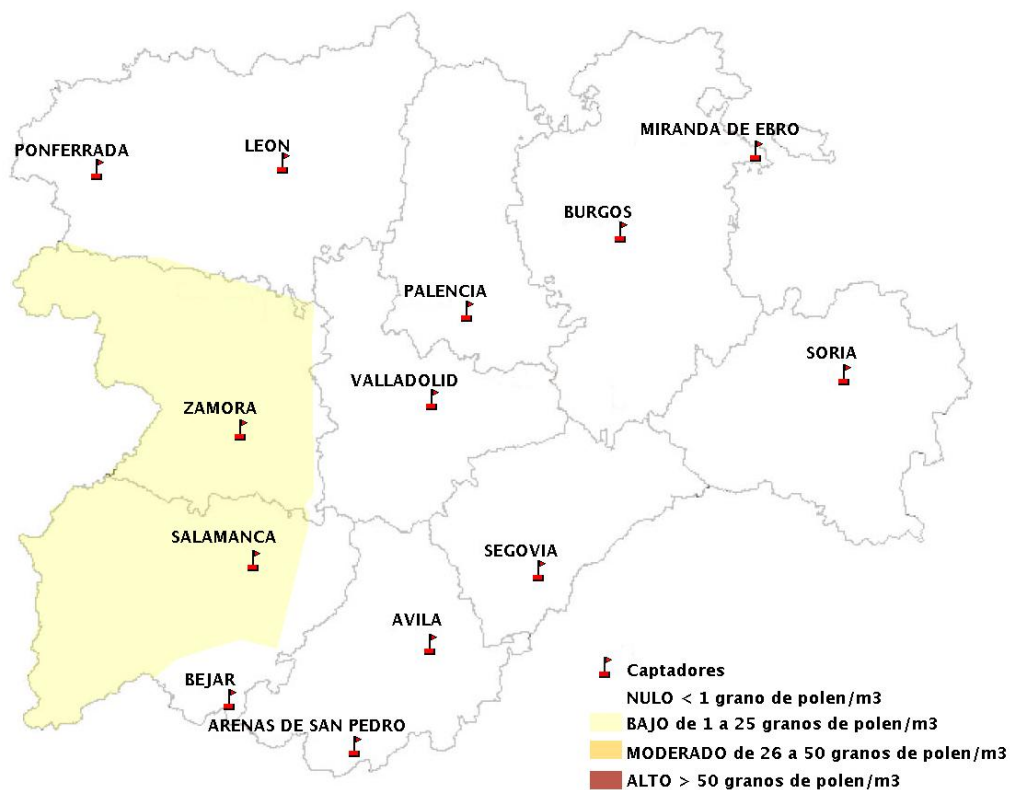 MIRANDA DE EBRO
PONFERRADA
LEON
BURGOS
PALENCIA
SORIA
VALLADOLID
ZAMORA
SALAMANCA
SEGOVIA
AVILA
BEJAR
ARENAS DE SAN PEDRO
Captadores
NULO < 1 grano de polen/m3
BAJO de 1 a 25 granos de polen/m3
MODERADO de 26 a 50 granos de polen/m3
ALTO > 50 granos de polen/m3